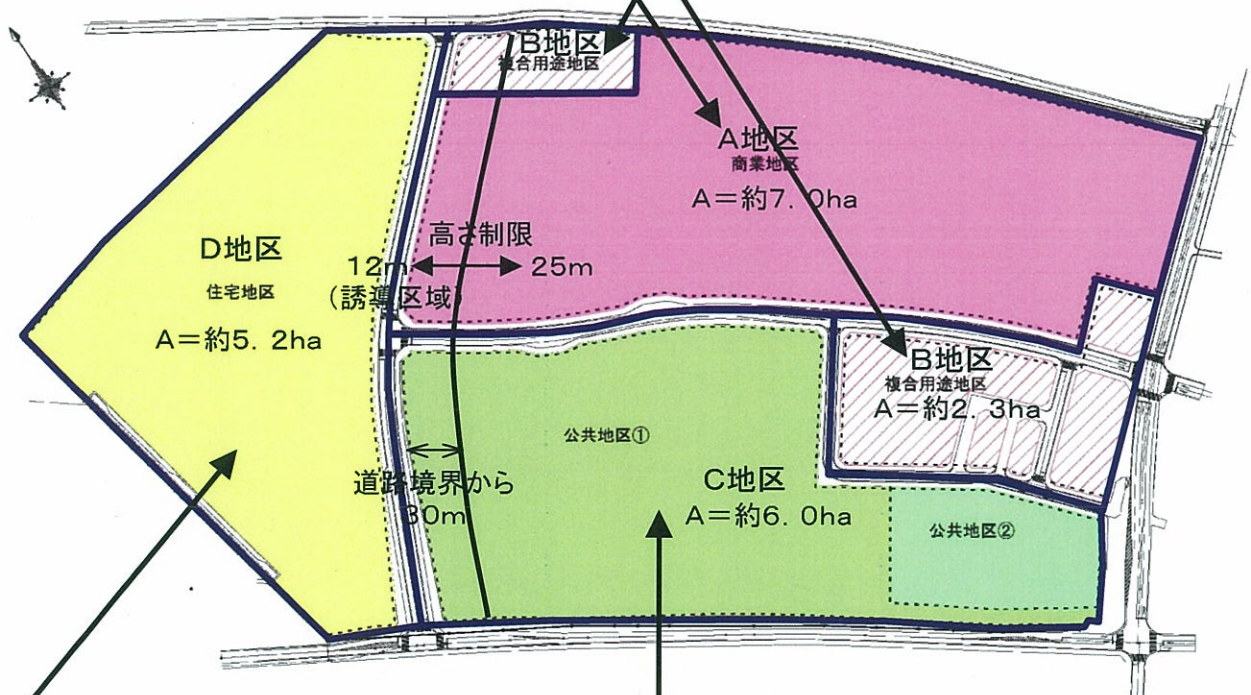 B地区
複合用途地区
A地区
商業地区
A＝約7．0ha
高さ制限
12m
25m
（誘導区域）
D地区
住宅地区
A＝約5．2ha
B地区
複合用途地区
A＝約2．3ha
公共地区①
道路境界から
30m
C地区
A＝約6．0ha
公共地区②